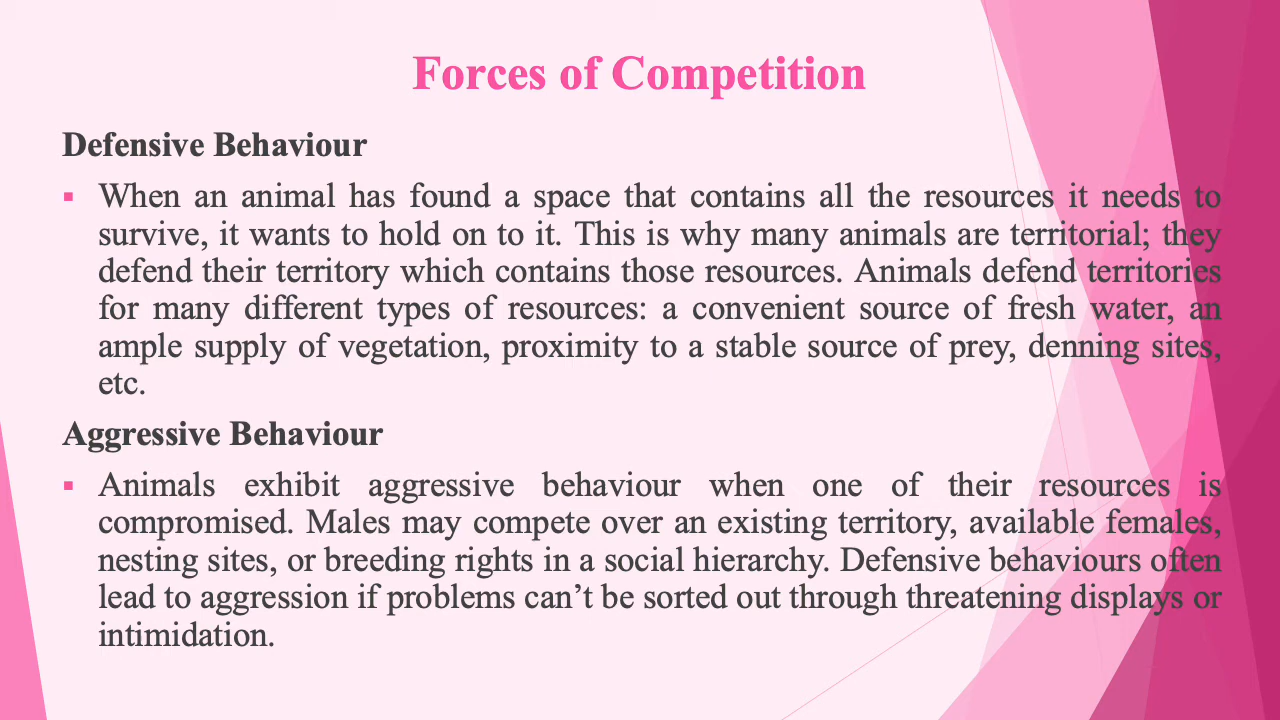 Forces of Competition
Defensive Behaviour
▪ When an animal has found a space that contains all the resources it needs to
survive, it wants to hold on to it. This is why many animals are territorial; they
defend their territory which contains those resources. Animals defend territories
for many different types of resources: a convenient source of fresh water, an
ample supply of vegetation, proximity to a stable source of prey, denning sites,
etc.
Aggressive Behaviour
▪ Animals exhibit aggressive behaviour when one of their resources is
compromised. Males may compete over an existing territory, available females,
nesting sites, or breeding rights in a social hierarchy. Defensive behaviours often
lead to aggression if problems can’t be sorted out through threatening displays or
intimidation.